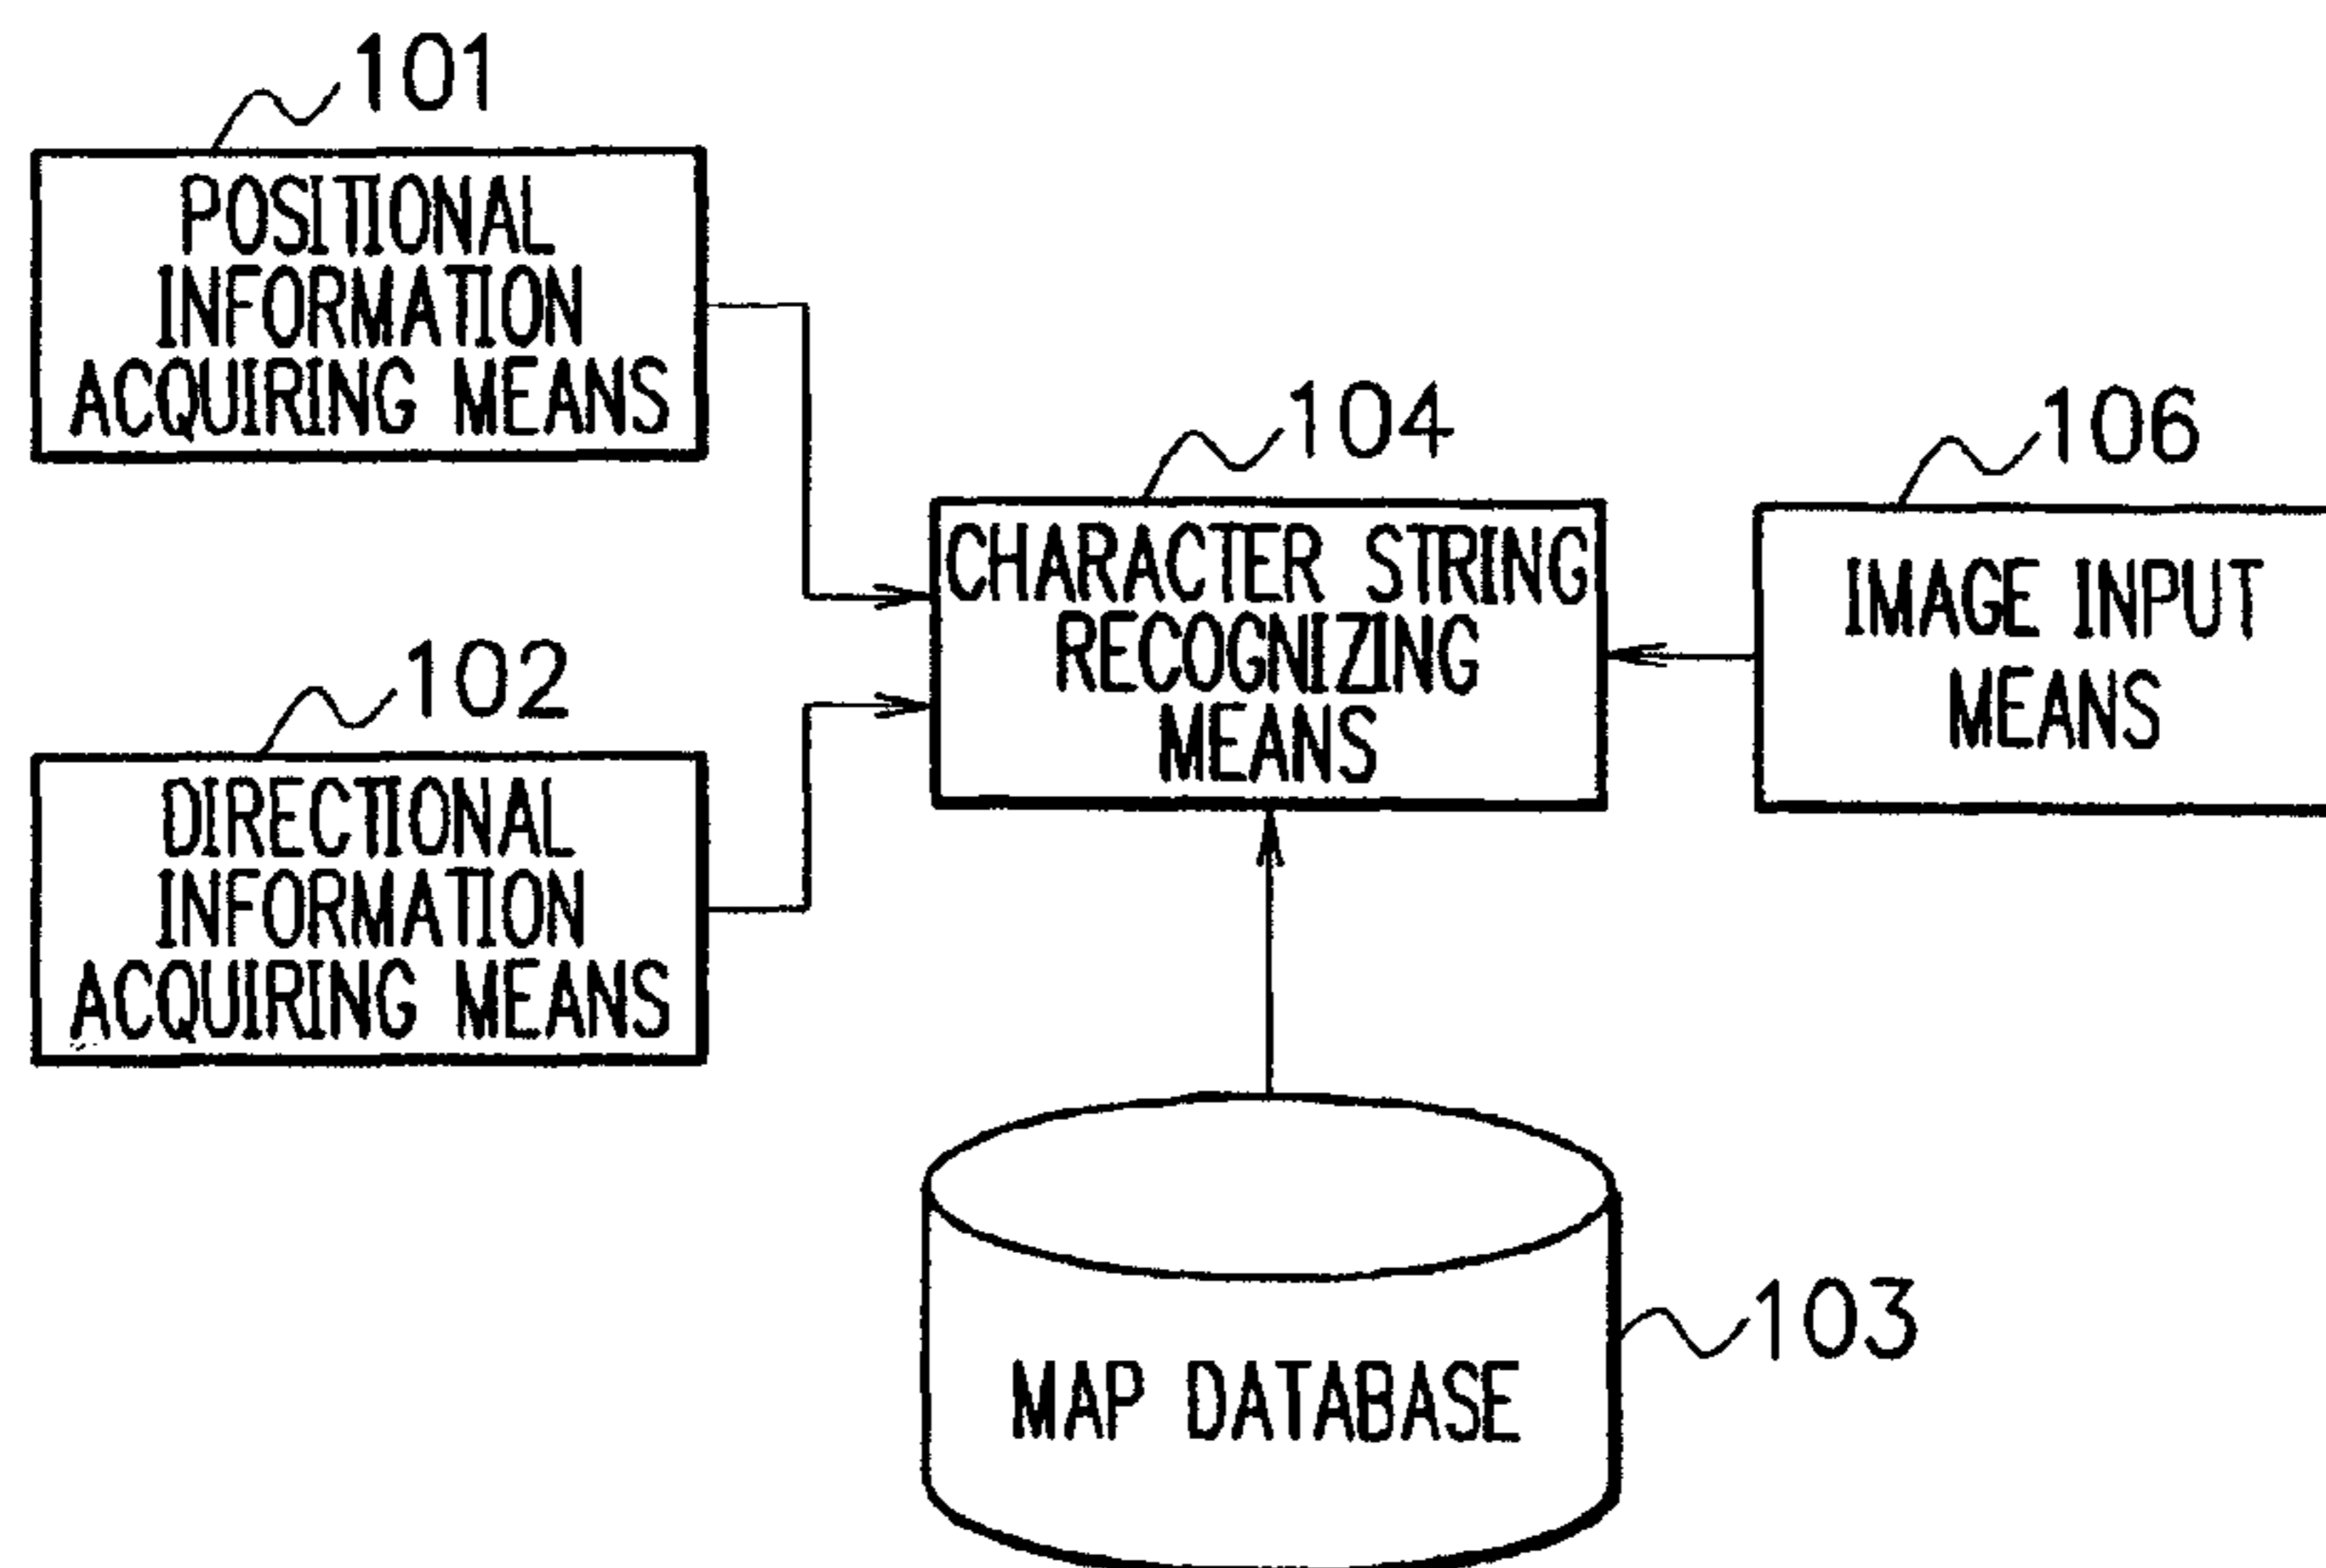 101
POSITIONAL
INFORMATION
ACQUIRING MEANS
104
CHARACTER STRING
RECOGNIZING
MEANS
106
IMAGE INPUT
MEANS
102
DIRECTIONAL
INFORMATION
ACQUIRING MEANS
103
MAP DATABASE